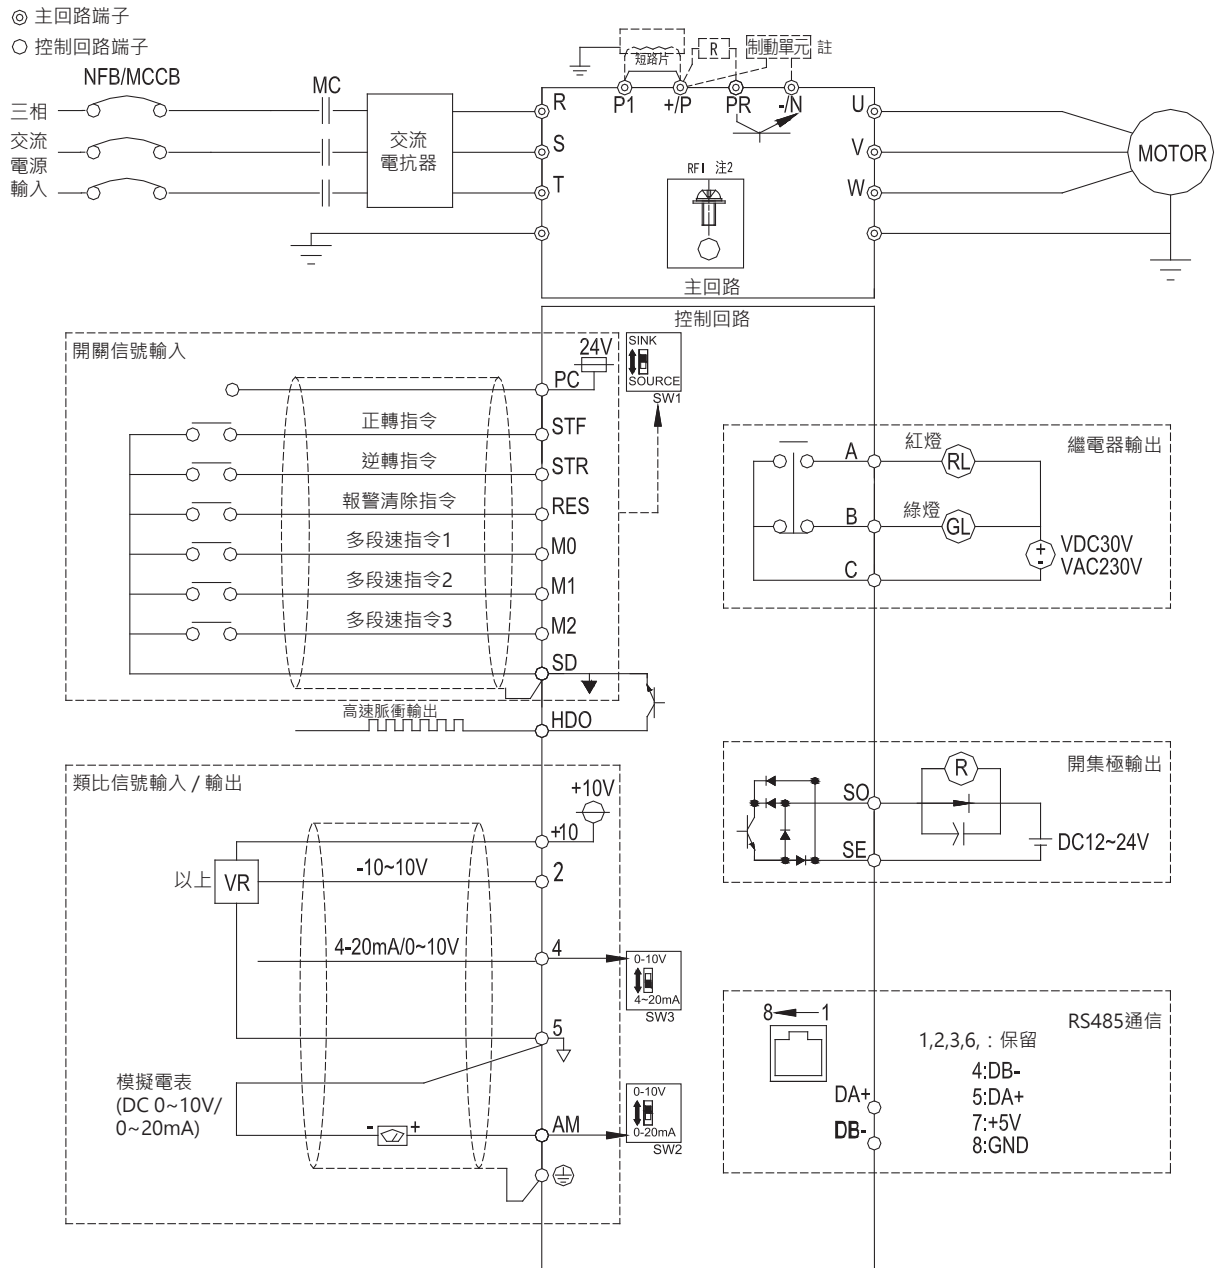 主回路端子
控制回路端子
NFB/MCCB
MC
三相
交流
電源
輸入
交流
電抗器
短路片
R
制動單元 註
R
S
T
P1
+/P
PR
-/N
U
V
W
MOTOR
RFI 注2
主回路
控制回路
開關信號輸入
24V
PC
SINK
SOURCE
SW1
正轉指令
STF
逆轉指令
STR
報警清除指令
RES
多段速指令1
M0
多段速指令2
M1
多段速指令3
M2
SD
高速脈衝輸出
HDO
繼電器輸出
A
紅燈
RL
B
綠燈
GL
C
+
-
VDC30V
VAC230V
開集極輸出
R
SO
SE
DC12~24V
類比信號輸入 / 輸出
+10V
+10
以上
VR
-10~10V
2
4-20mA/0~10V
4
0-10V
4~20mA
SW3
5
模擬電表
(DC 0~10V/
0~20mA)
- +
AM
0-10V
0-20mA
SW2
RS485通信
8 1
1,2,3,6, : 保留
4:DB-
5:DA+
7:+5V
8:GND
DA+
DB-